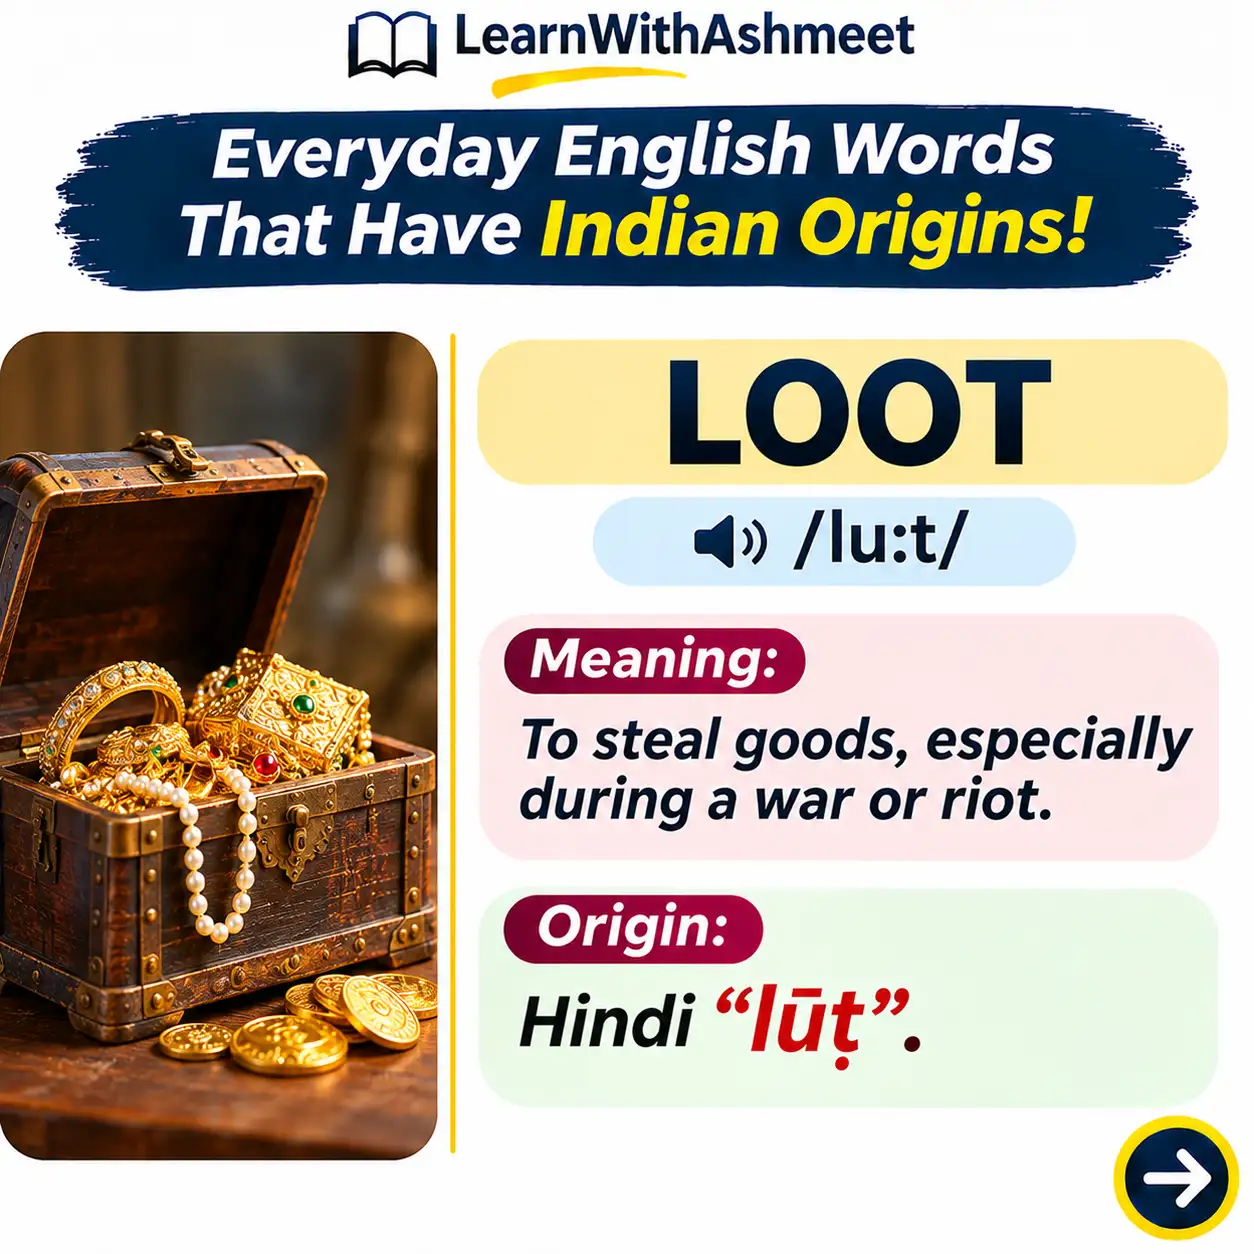 LearnWithAshmeet
Everyday English Words
That Have Indian Origins!
LOOT
/lu:t/
Meaning:
To steal goods, especially
during a war or riot.
Origin:
Hindi “lūṭ”.